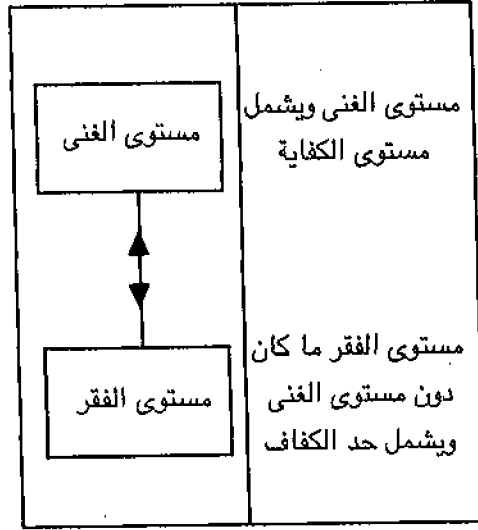 مستوى الغنى ويشمل
مستوى الكفاية
مستوى الغنى
مستوى الفقر ما كان
دون مستوى الغنى
ويشمل حد الكفاف
مستوى الفقر